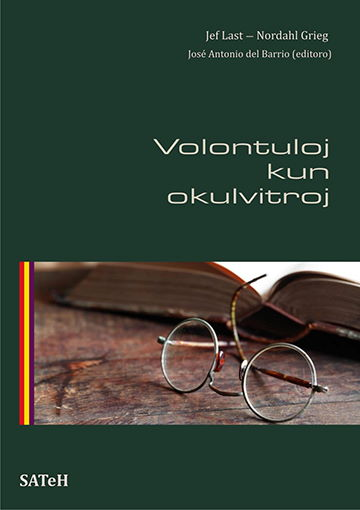 Jef Last – Nordahl Grieg
José Antonio del Barrio (editoro)
Volontuloj
kun
okulvitroj
SATeH